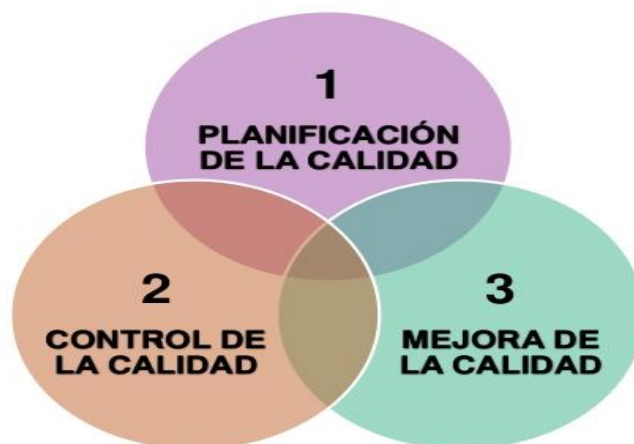 1
PLANIFICACIÓN
DE LA CALIDAD
2
CONTROL DE
LA CALIDAD
3
MEJORA DE
LA CALIDAD